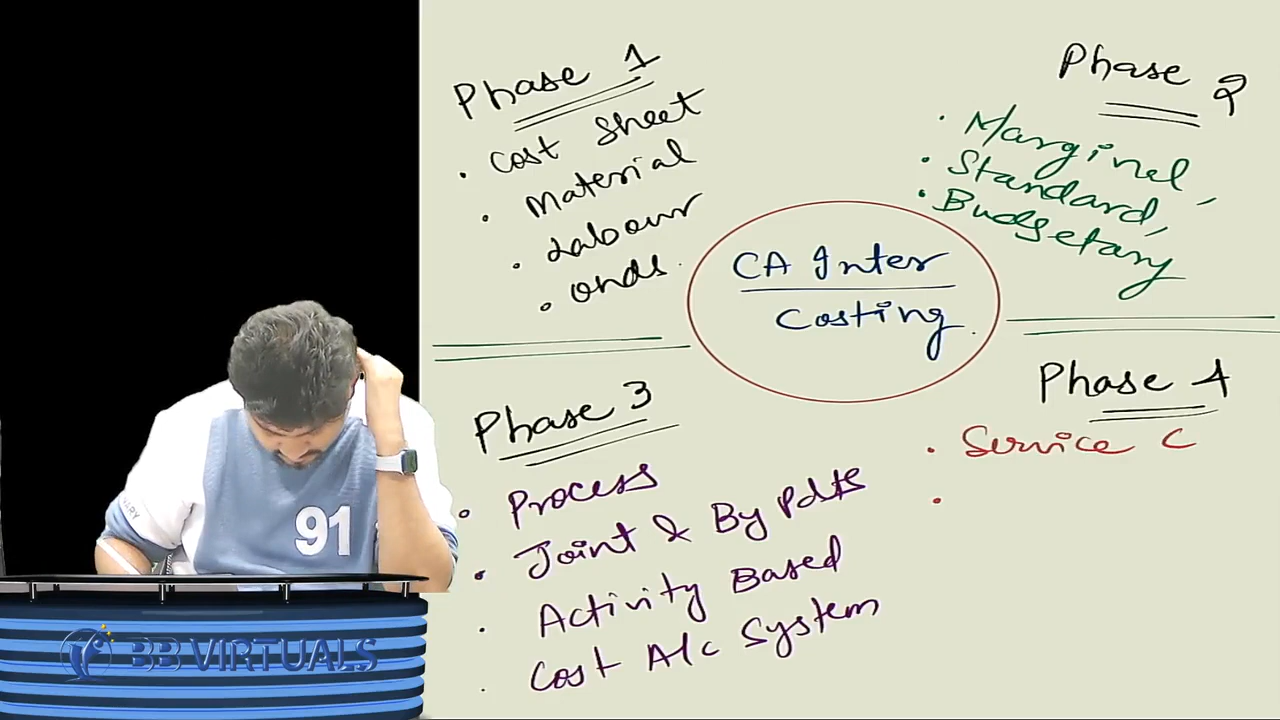 Phase 1
• Cost Sheet
• Material
• Labour
• OHDs.
Phase 2
• Marginal,
• Standard,
• Budgetary
CA Inter
Costing.
Phase 3
• Process
• Joint & By Pdts
• Activity Based
• Cost A/c System
Phase 4
• Service C
•
91
BB VIRTUALS